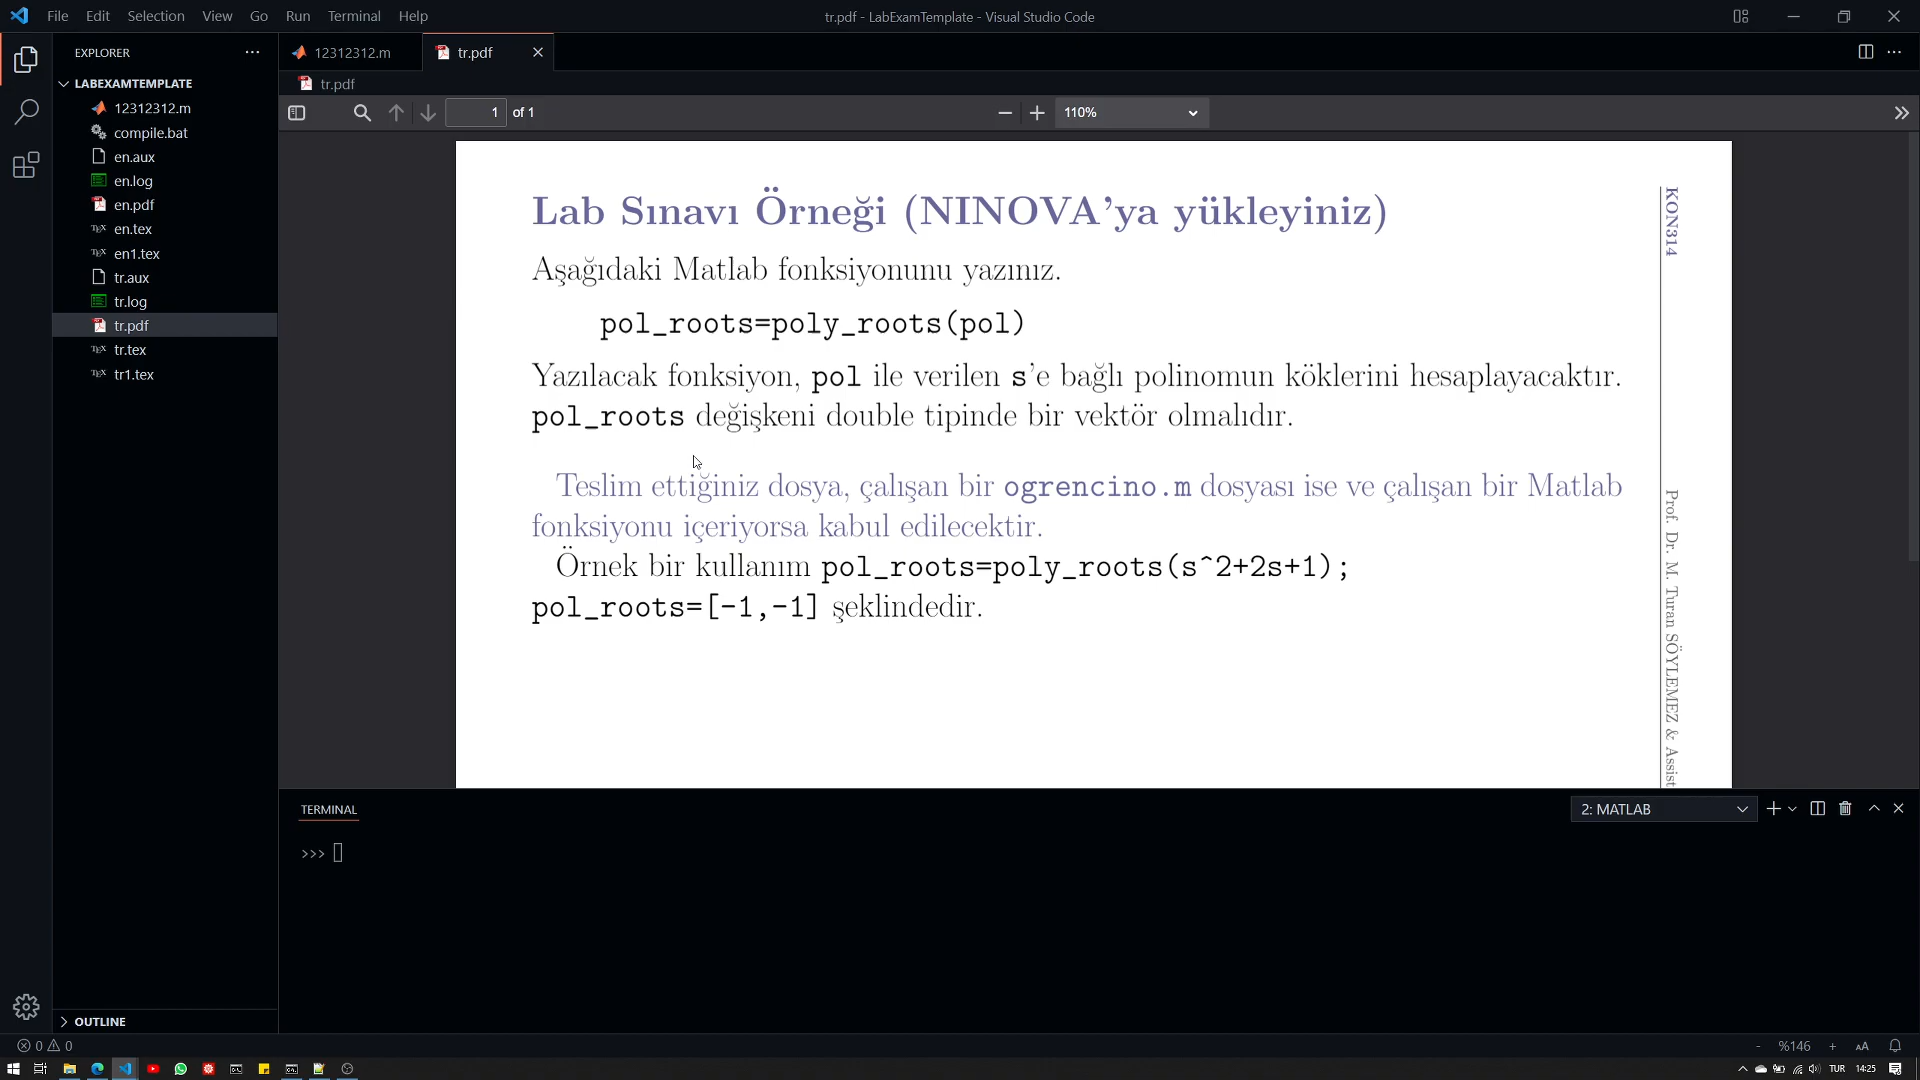 File Edit Selection View Go Run Terminal Help
tr.pdf - LabExamTemplate - Visual Studio Code
EXPLORER
LABEXAMTEMPLATE
12312312.m
compile.bat
en.aux
en.log
en.pdf
en.tex
en1.tex
tr.aux
tr.log
tr.pdf
tr.tex
tr1.tex
OUTLINE
12312312.m
tr.pdf
tr.pdf
1 of 1
110%
Lab Sınavı Örneği (NINOVA'ya yükleyiniz)
Aşağıdaki Matlab fonksiyonunu yazınız.
pol_roots=poly_roots(pol)
Yazılacak fonksiyon, pol ile verilen s'e bağlı polinomun köklerini hesaplayacaktır.
pol_roots değişkeni double tipinde bir vektör olmalıdır.
Teslim ettiğiniz dosya, çalışan bir ogrencino.m dosyası ise ve çalışan bir Matlab
fonksiyonu içeriyorsa kabul edilecektir.
Örnek bir kullanım pol_roots=poly_roots(s^2+2s+1);
pol_roots=[-1,-1] şeklindedir.
KON314
Prof. Dr. M. Turan SÖYLEMEZ & Assist
TERMINAL
2: MATLAB
>>>
0 0
- %146 + AA
TUR 14:25